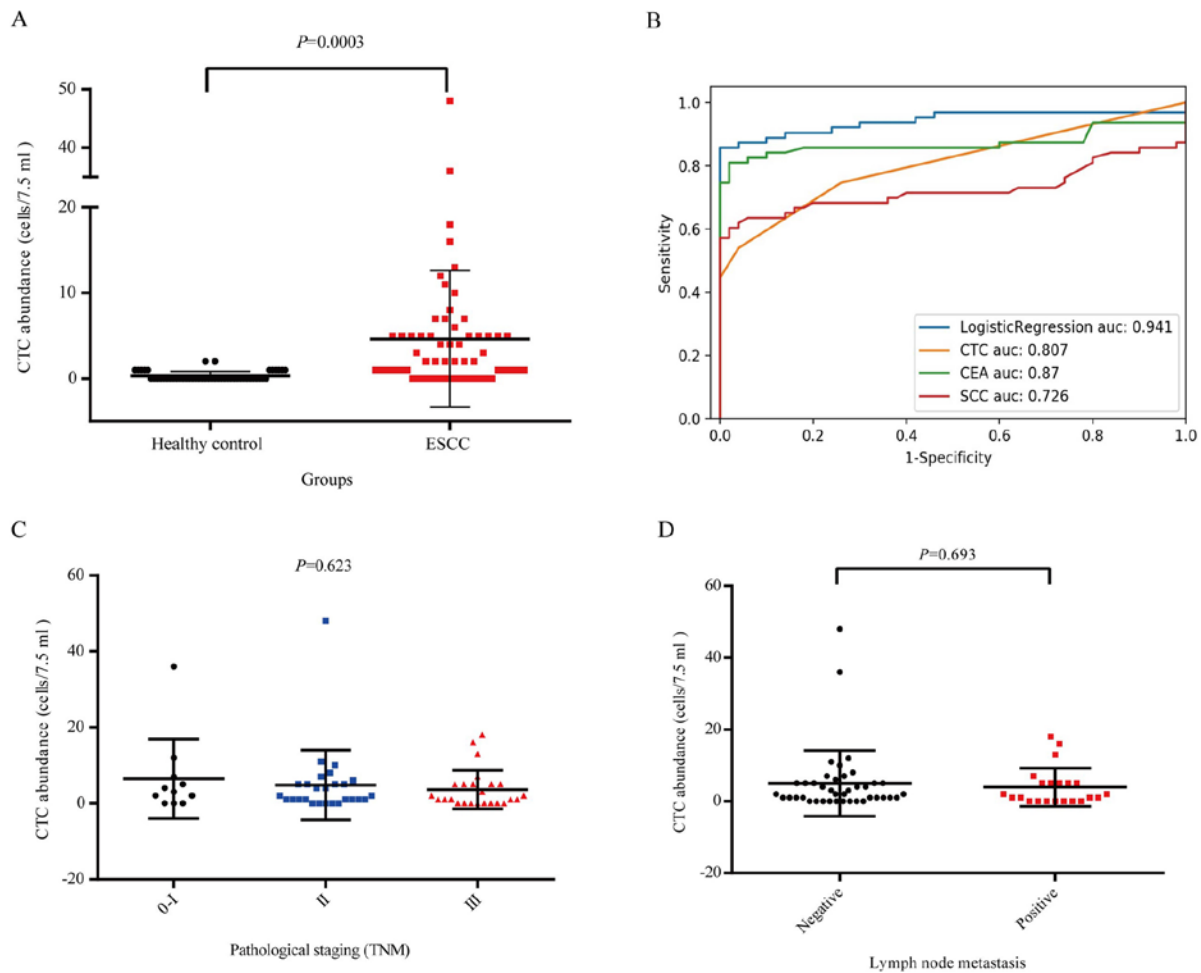 A
P=0.0003
CTC abundance (cells/7.5 ml)
50
40
20
10
0
Healthy control
ESCC
Groups
B
Sensitivity
1.0
0.8
0.6
0.4
0.2
0.0
LogisticRegression auc: 0.941
CTC auc: 0.807
CEA auc: 0.87
SCC auc: 0.726
0.0
0.2
0.4
0.6
0.8
1.0
1-Specificity
C
P=0.623
CTC abundance (cells/7.5 ml )
60
40
20
0
-20
0-1
II
III
Pathological staging (TNM)
D
P=0.693
CTC abundance (cells/7.5 ml )
60
40
20
0
-20
Negative
Positive
Lymph node metastasis